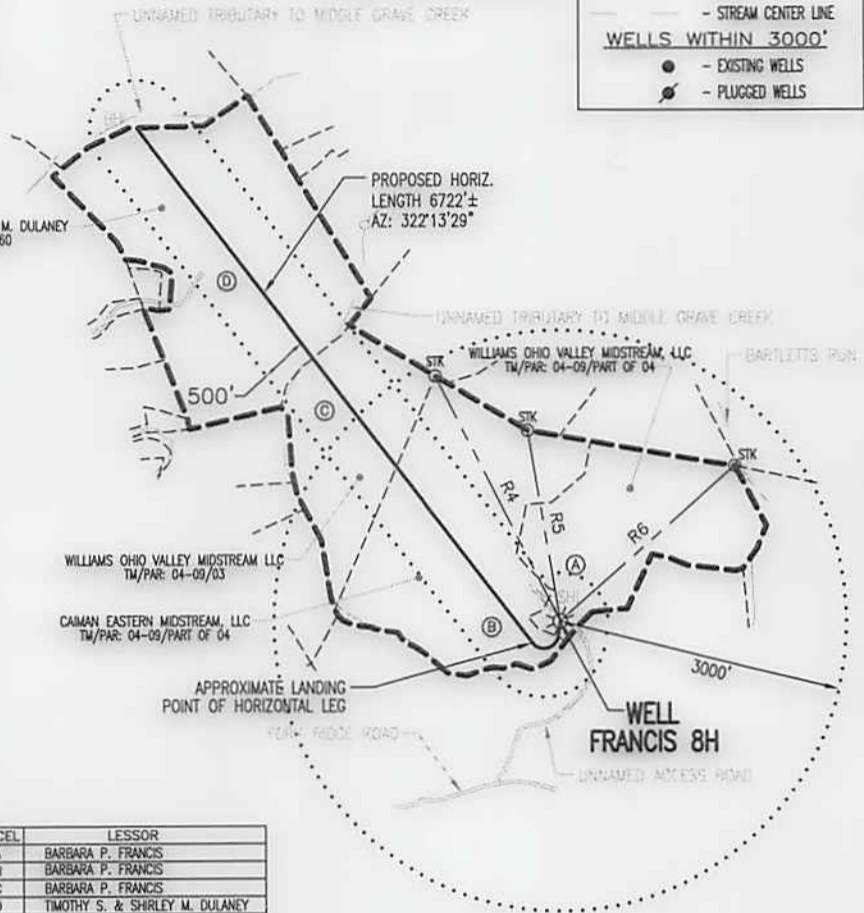 UNNAMED TRIBUTARY TO MIDDLE GRAVE CREEK
- STREAM CENTER LINE
WELLS WITHIN 3000'
- EXISTING WELLS
- PLUGGED WELLS
BHL
PROPOSED HORIZ.
LENGTH 6722'±
AZ: 322°13'29"
M. DULANEY
60
D
UNNAMED TRIBUTARY TO MIDDLE GRAVE CREEK
STK
WILLIAMS OHIO VALLEY MIDSTREAM, LLC
TM/PAR: 04-09/PART OF 04
BARTLETTS RUN
500'
C
STK
STK
R4
R5
R6
WILLIAMS OHIO VALLEY MIDSTREAM LLC
TM/PAR: 04-09/03
A
SHL
CAIMAN EASTERN MIDSTREAM, LLC
TM/PAR: 04-09/PART OF 04
B
3000'
APPROXIMATE LANDING
POINT OF HORIZONTAL LEG
WELL
FRANCIS 8H
FORK RIDGE ROAD
UNNAMED ACCESS ROAD
CEL LESSOR
BARBARA P. FRANCIS
BARBARA P. FRANCIS
BARBARA P. FRANCIS
TIMOTHY S. & SHIRLEY M. DULANEY